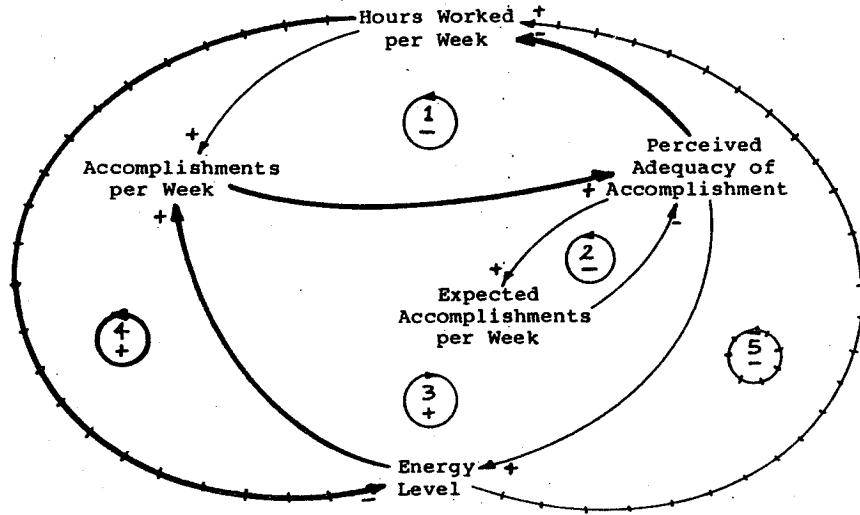 Hours Worked +
per Week -
1
-
+
Accomplishments
per Week
+
Perceived
Adequacy of
+ Accomplishment
2
-
-
+
Expected
Accomplishments
per Week
4
+
5
-
3
+
Energy +
Level
-